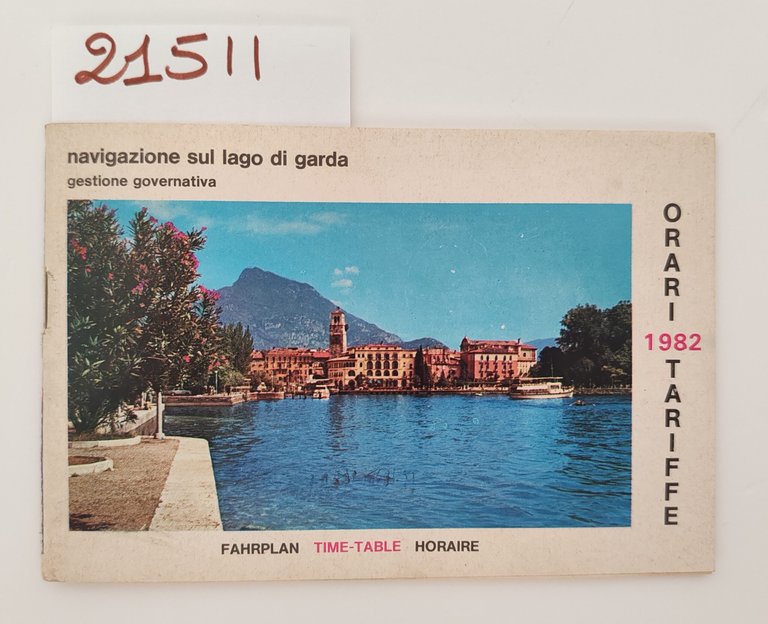 21511
navigazione sul lago di garda
gestione governativa
ORARI 1982 TARIFFE
FAHRPLAN TIME-TABLE HORAIRE